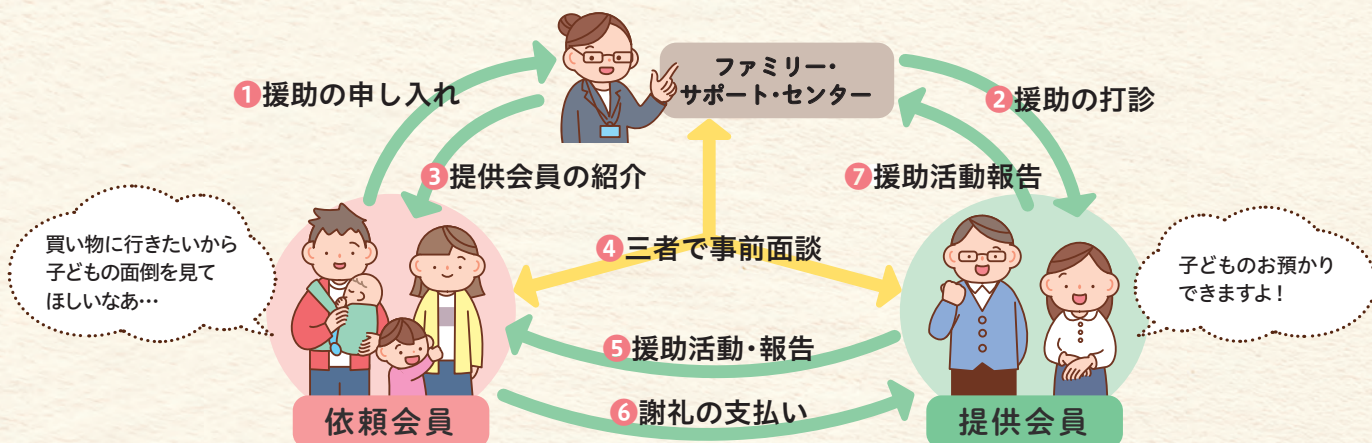 ファミリー・
サポート・センター
❶援助の申し入れ
❷援助の打診
❸提供会員の紹介
❼援助活動報告
買い物に行きたいから
子どもの面倒を見て
ほしいなあ…
❹三者で事前面談
子どものお預かり
できますよ！
❺援助活動・報告
❻謝礼の支払い
依頼会員
提供会員